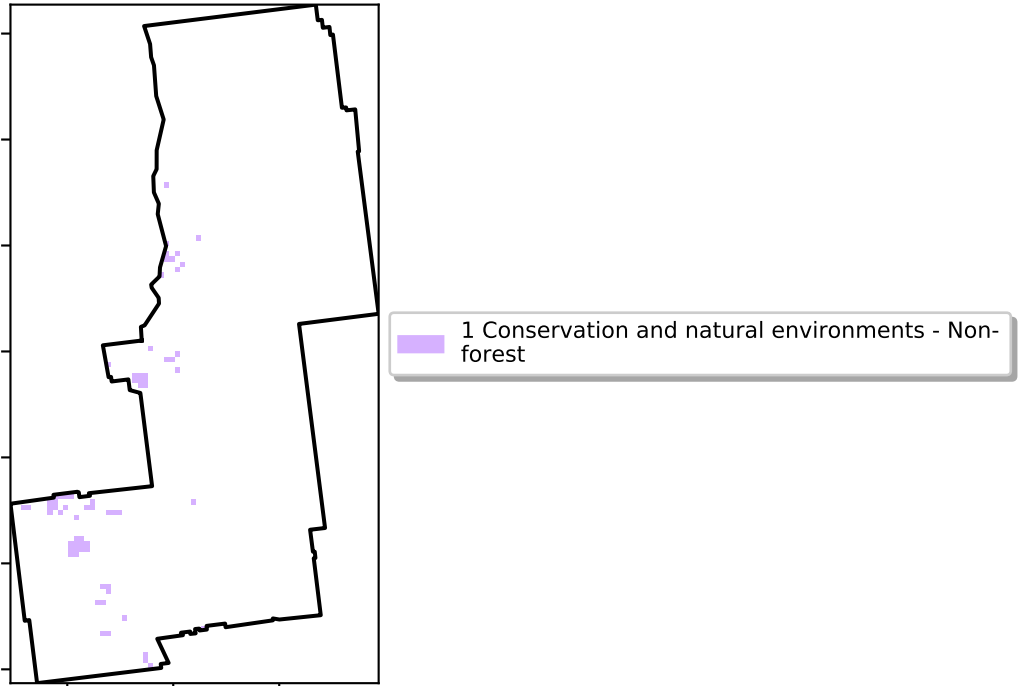 1 Conservation and natural environments - Non-
forest